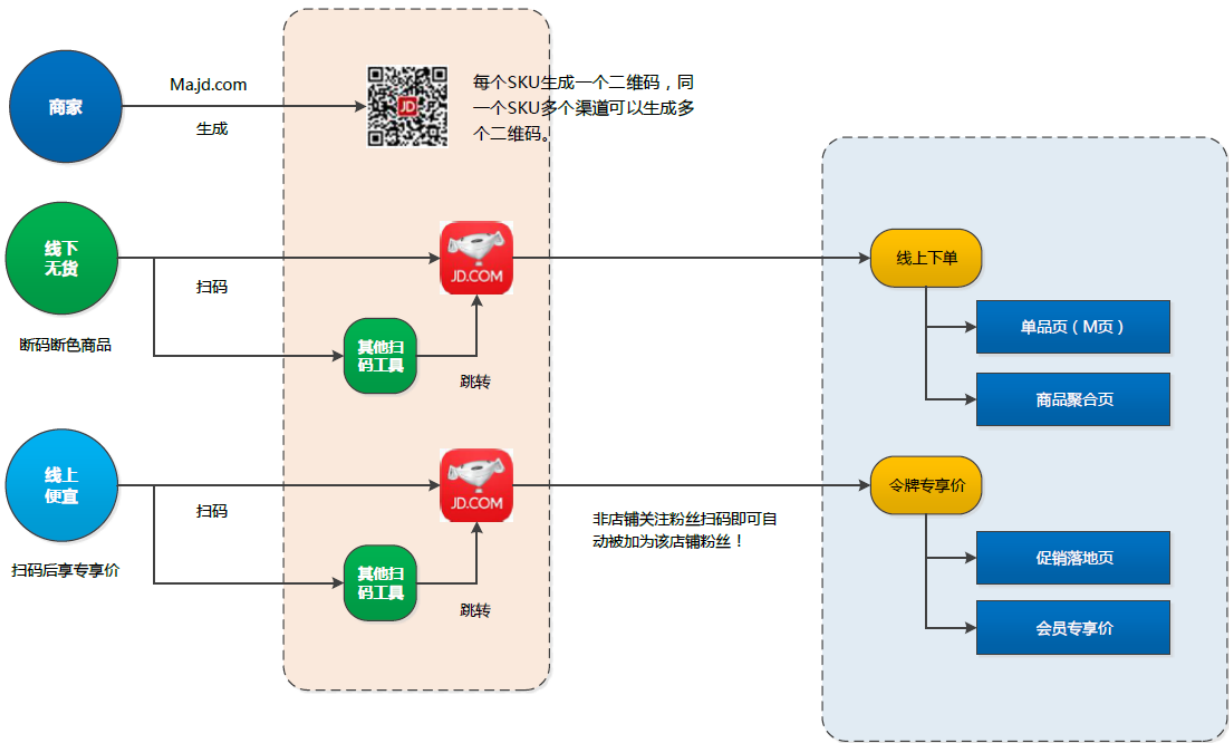 商家
Ma.jd.com
生成
JD
每个SKU生成一个二维码，同
一个SKU多个渠道可以生成多
个二维码。
线下
无货
断码断色商品
扫码
JD.COM
其他扫
码工具
跳转
线上下单
单品页（M页）
商品聚合页
线上
便宜
扫码后享专享价
扫码
JD.COM
其他扫
码工具
跳转
非店铺关注粉丝扫码即可自
动被加为该店铺粉丝！
令牌专享价
促销落地页
会员专享价